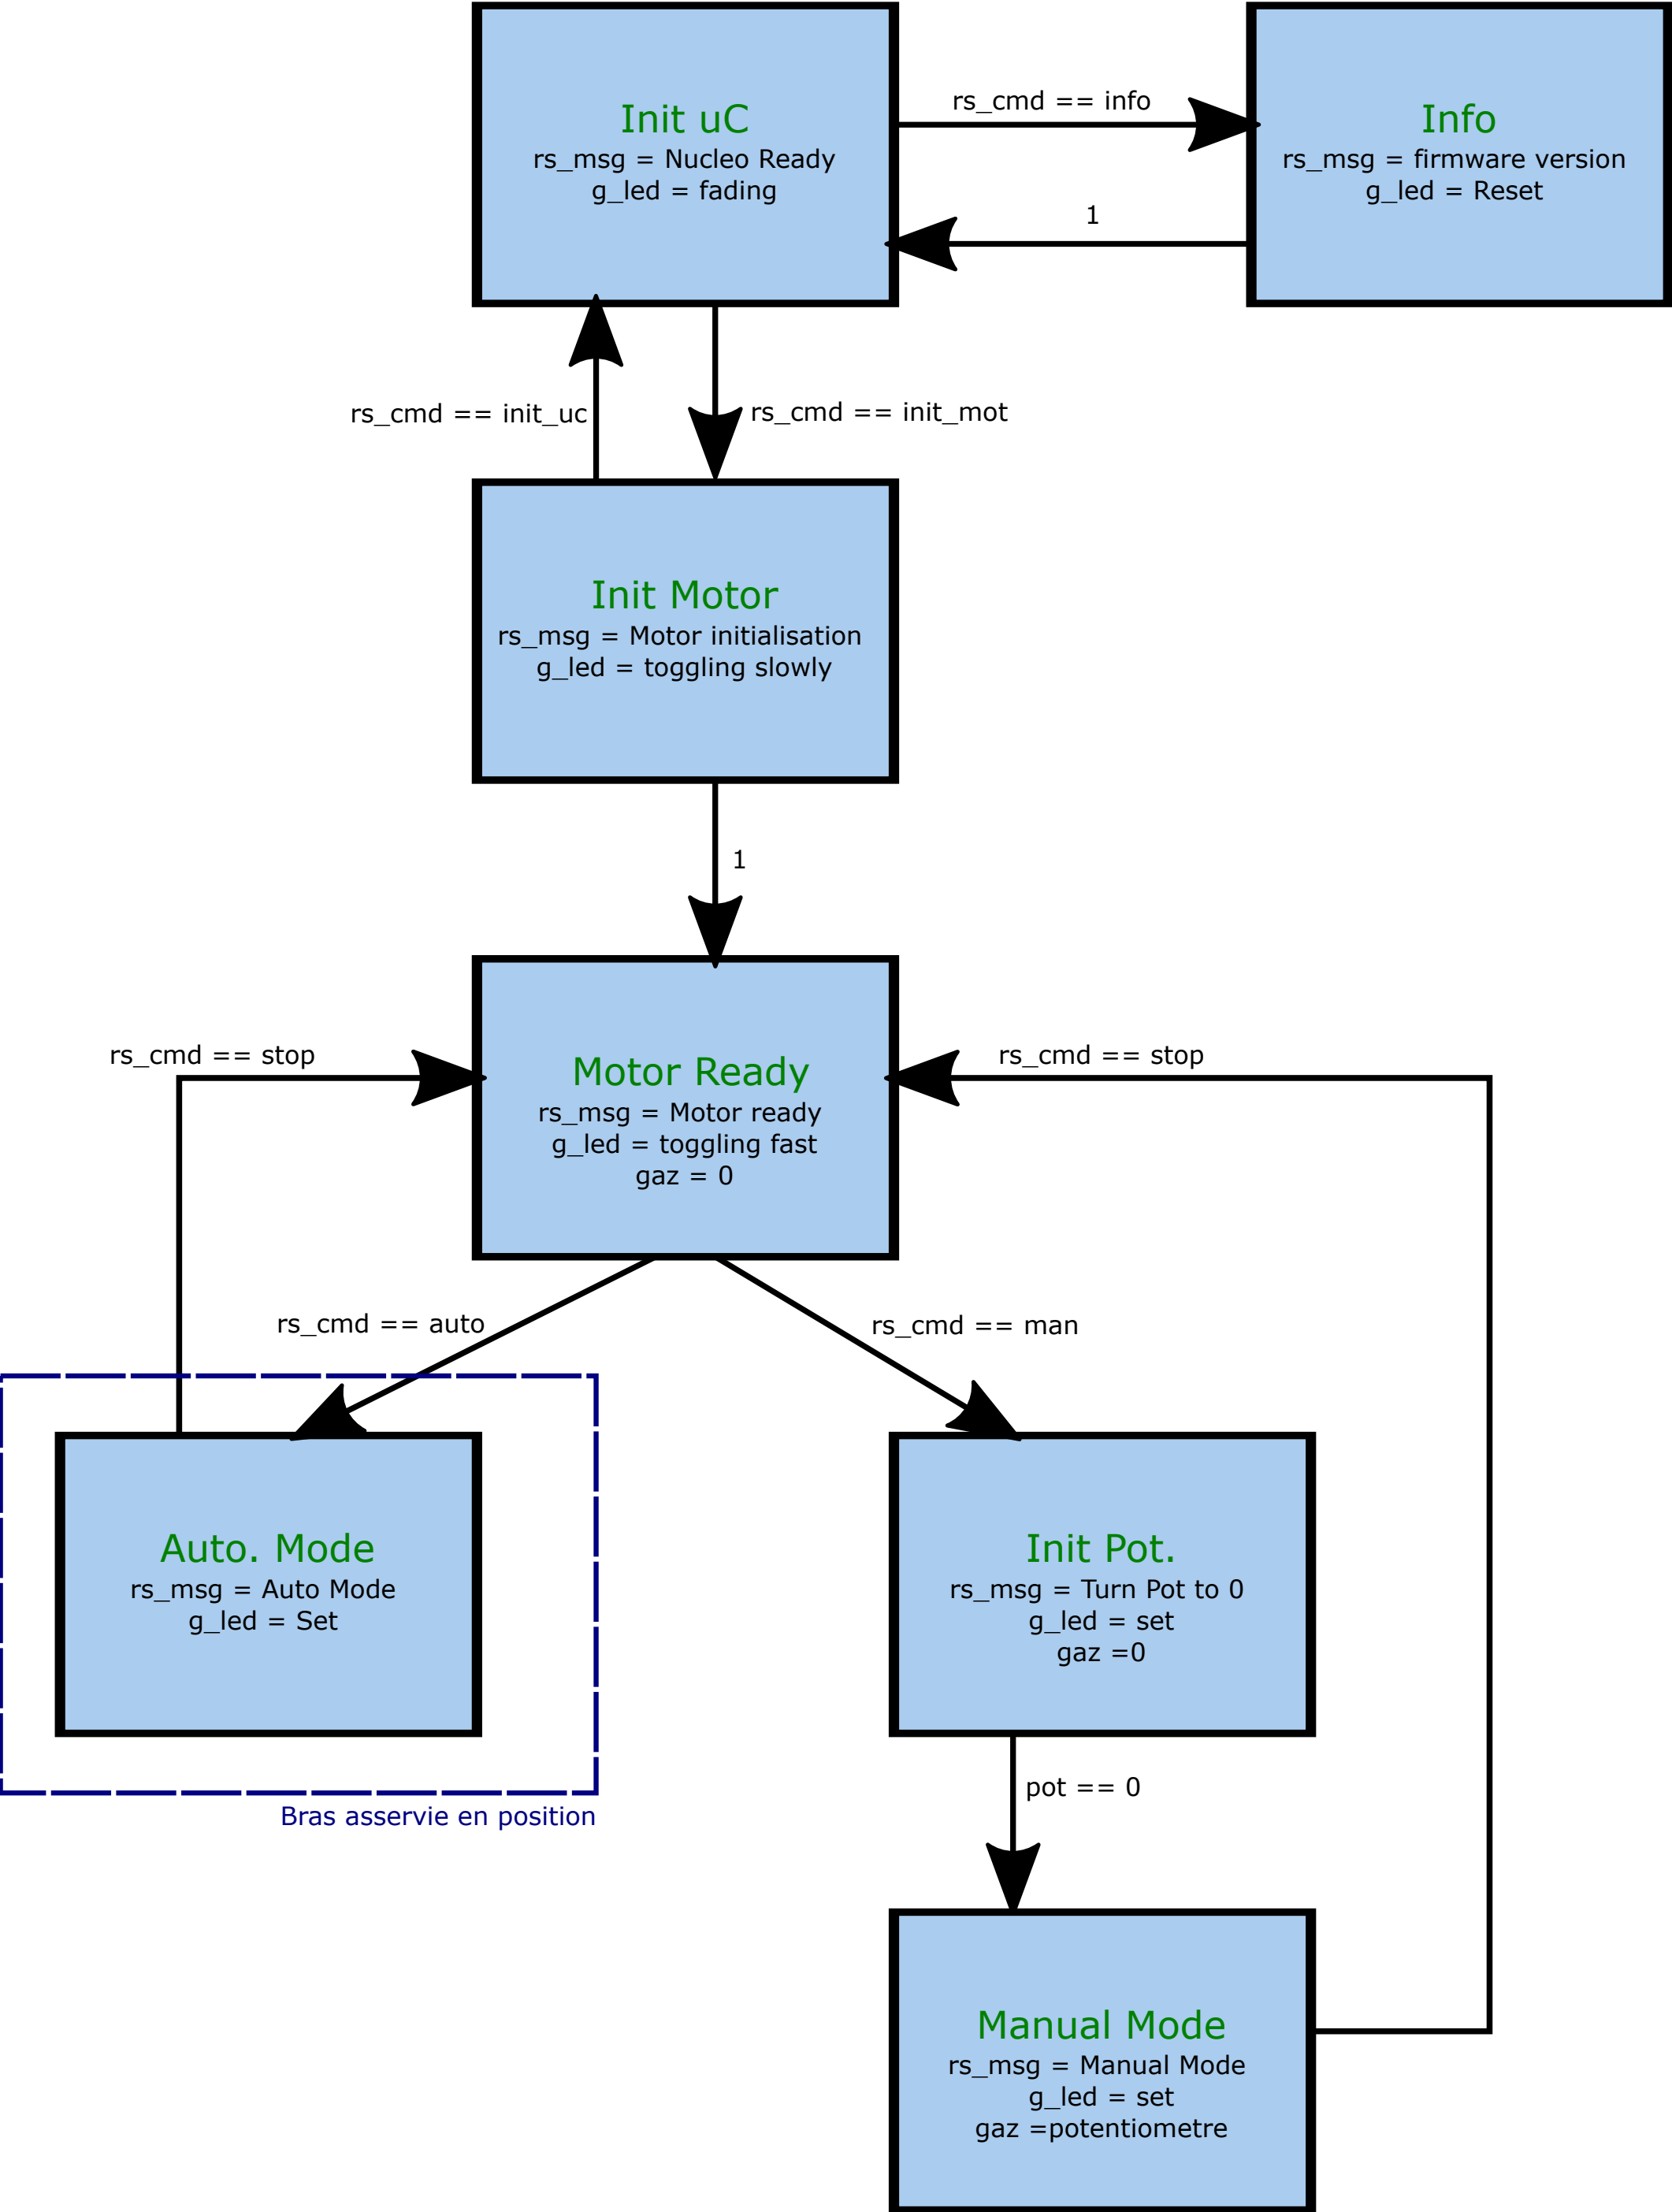 Init uC
rs_msg = Nucleo Ready
g_led = fading
rs_cmd == info
Info
rs_msg = firmware version
g_led = Reset
1
rs_cmd == init_uc
rs_cmd == init_mot
Init Motor
rs_msg = Motor initialisation
g_led = toggling slowly
1
rs_cmd == stop
Motor Ready
rs_msg = Motor ready
g_led = toggling fast
gaz = 0
rs_cmd == stop
rs_cmd == auto
rs_cmd == man
Auto. Mode
rs_msg = Auto Mode
g_led = Set
Bras asservie en position
Init Pot.
rs_msg = Turn Pot to 0
g_led = set
gaz =0
pot == 0
Manual Mode
rs_msg = Manual Mode
g_led = set
gaz =potentiometre